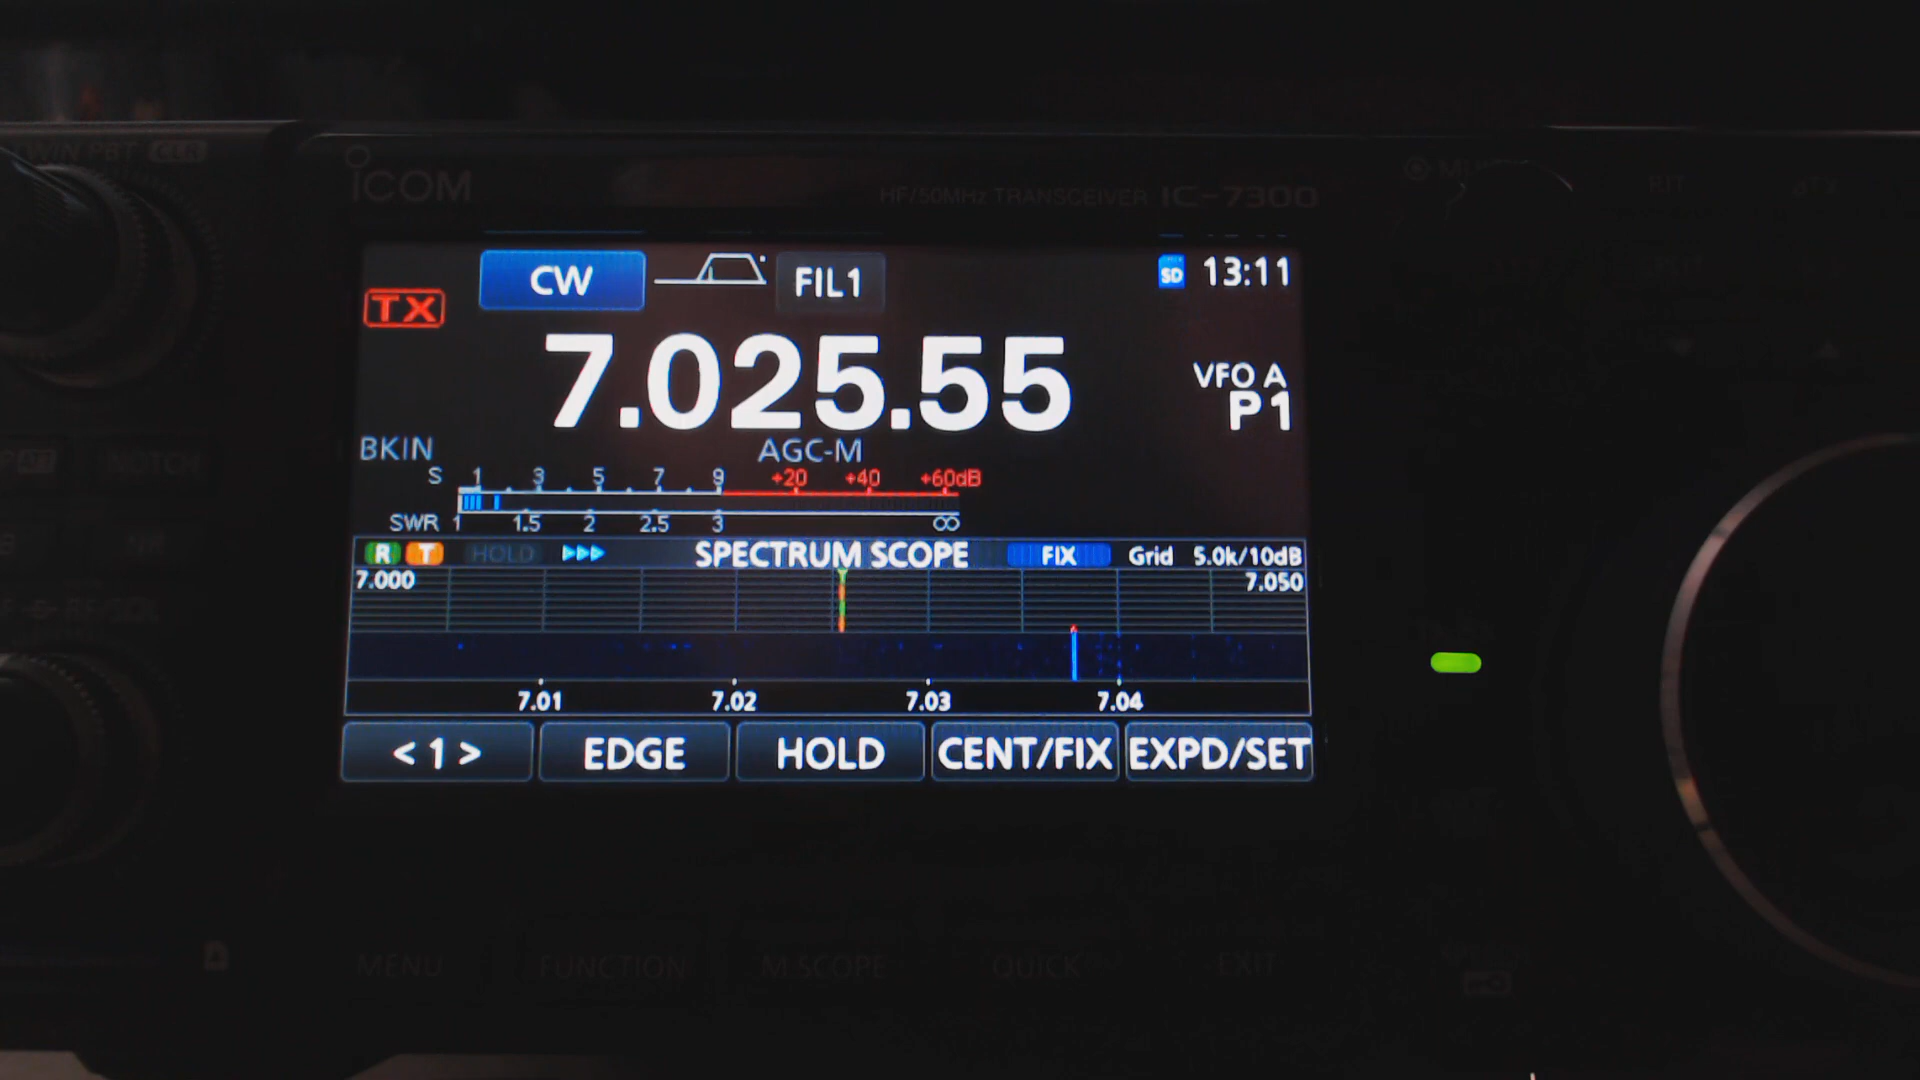 TWIN PBT CLR
ICOM
HF/50MHz TRANSCEIVER IC-7300
RIT
CW FIL1
SD 13:11
TX
7.025.55
VFO A
P1
BKIN AGC-M
S 1 3 5 7 9 +20 +40 +60dB
SWR 1 1.5 2 2.5 3 ∞
R T HOLD SPECTRUM SCOPE FIX Grid 5.0k/10dB
7.000 7.050
7.01 7.02 7.03 7.04
< 1 > EDGE HOLD CENT/FIX EXPD/SET
NOTCH
MENU FUNCTION M.SCOPE QUICK EXIT